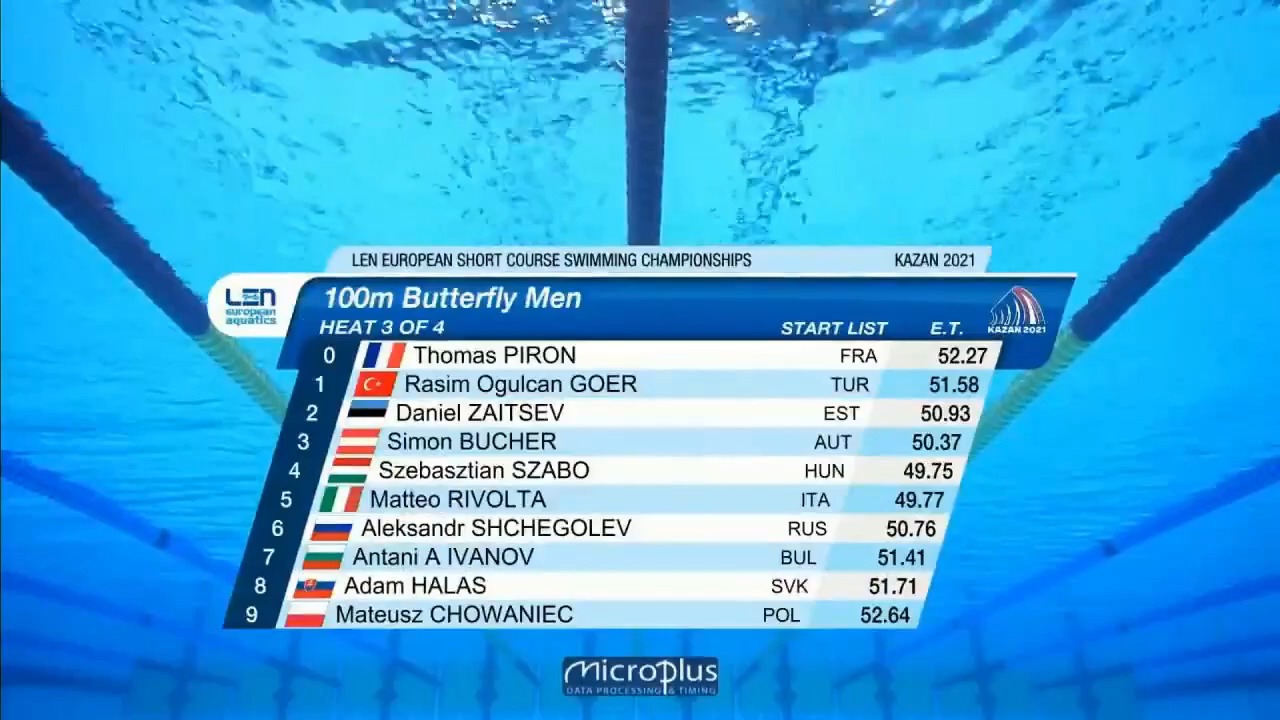 LEN EUROPEAN SHORT COURSE SWIMMING CHAMPIONSHIPS KAZAN 2021
LEN
european
aquatics
100m Butterfly Men
KAZAN 2021
HEAT 3 OF 4 START LIST E.T.
0 Thomas PIRON FRA 52.27
1 Rasim Ogulcan GOER TUR 51.58
2 Daniel ZAITSEV EST 50.93
3 Simon BUCHER AUT 50.37
4 Szebasztian SZABO HUN 49.75
5 Matteo RIVOLTA ITA 49.77
6 Aleksandr SHCHEGOLEV RUS 50.76
7 Antani A IVANOV BUL 51.41
8 Adam HALAS SVK 51.71
9 Mateusz CHOWANIEC POL 52.64
Microplus
DATA PROCESSING & TIMING